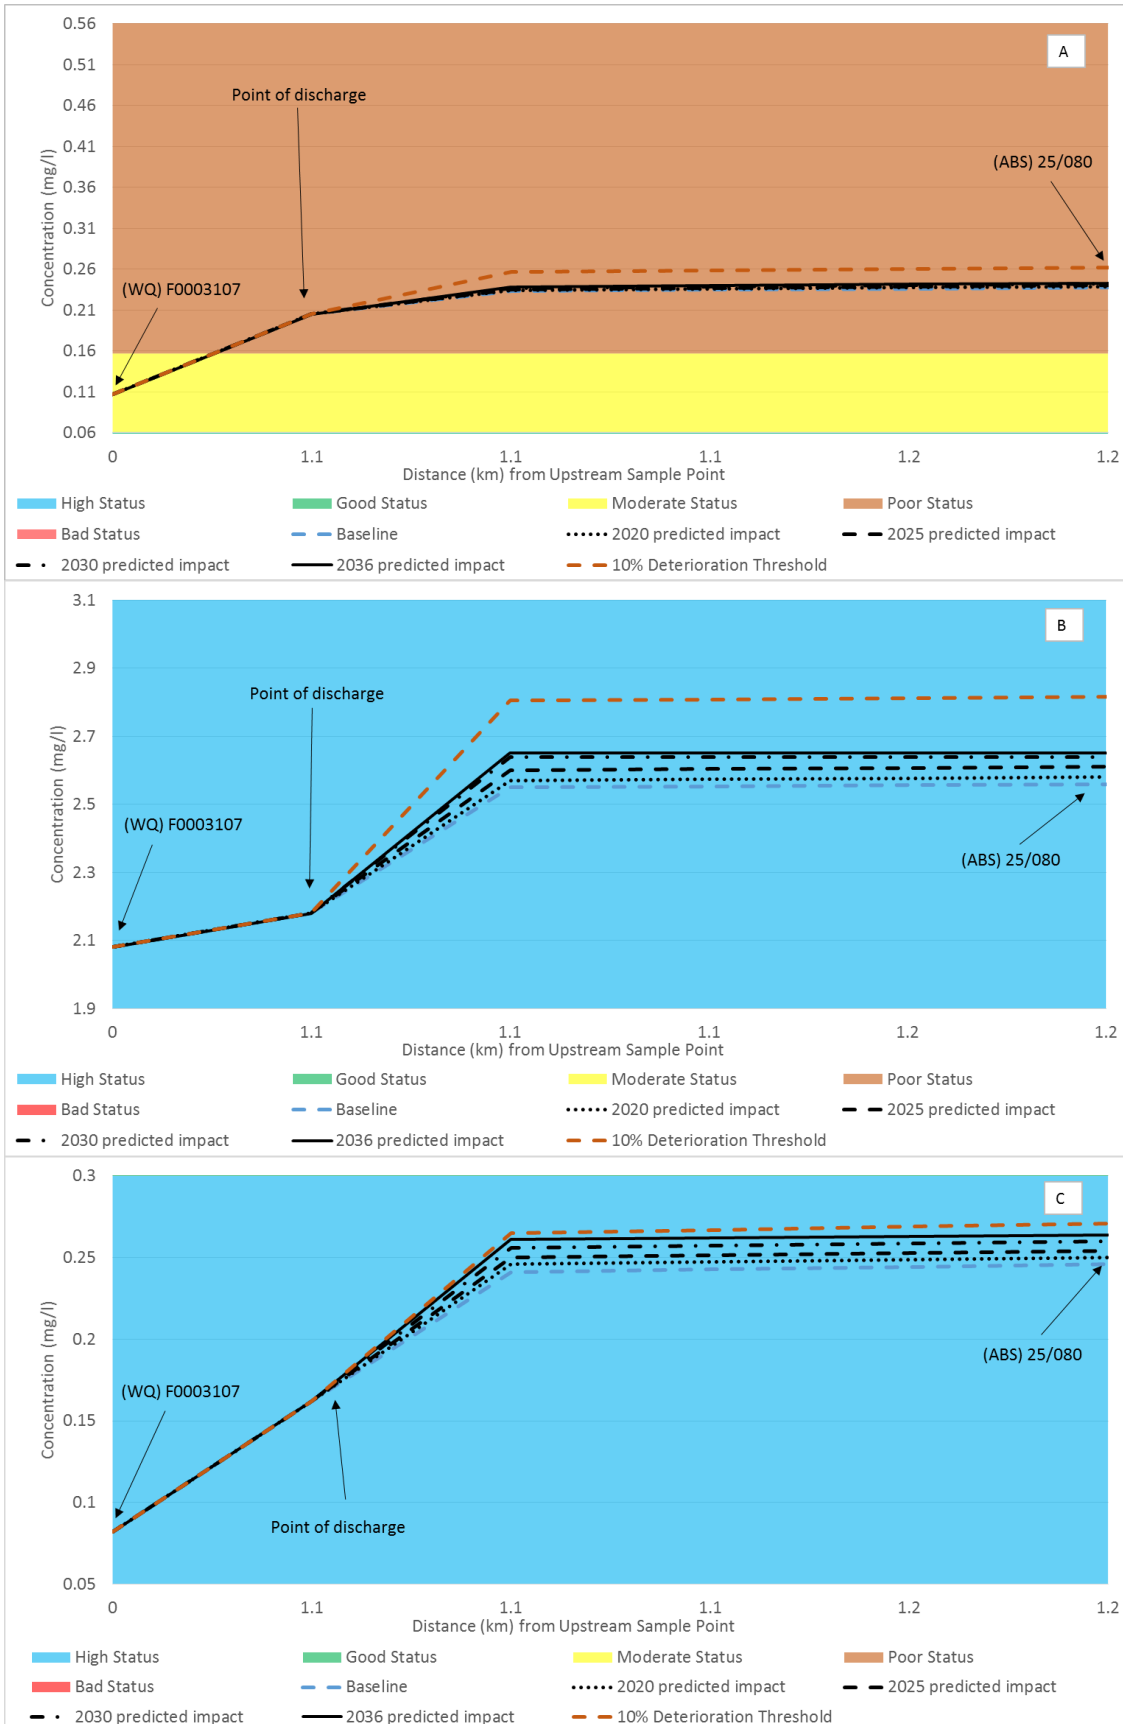 0.56
A
0.51
Point of discharge
0.46
0.41
(ABS) 25/080
0.36
Concentration (mg/l)
0.31
(WQ) F0003107
0.26
0.21
0.16
0.11
0.06
0 1.1 1.1 1.1 1.2 1.2
Distance (km) from Upstream Sample Point
High Status Good Status Moderate Status Poor Status
Bad Status Baseline 2020 predicted impact 2025 predicted impact
2030 predicted impact 2036 predicted impact 10% Deterioration Threshold
3.1
B
2.9
Point of discharge
2.7
Concentration (mg/l)
2.5
(WQ) F0003107
(ABS) 25/080
2.3
2.1
1.9
0 1.1 1.1 1.1 1.2 1.2
Distance (km) from Upstream Sample Point
High Status Good Status Moderate Status Poor Status
Bad Status Baseline 2020 predicted impact 2025 predicted impact
2030 predicted impact 2036 predicted impact 10% Deterioration Threshold
0.3
C
0.25
0.2
Concentration (mg/l)
(ABS) 25/080
(WQ) F0003107
0.15
0.1
Point of discharge
0.05
0 1.1 1.1 1.1 1.2 1.2
Distance (km) from Upstream Sample Point
High Status Good Status Moderate Status Poor Status
Bad Status Baseline 2020 predicted impact 2025 predicted impact
2030 predicted impact 2036 predicted impact 10% Deterioration Threshold